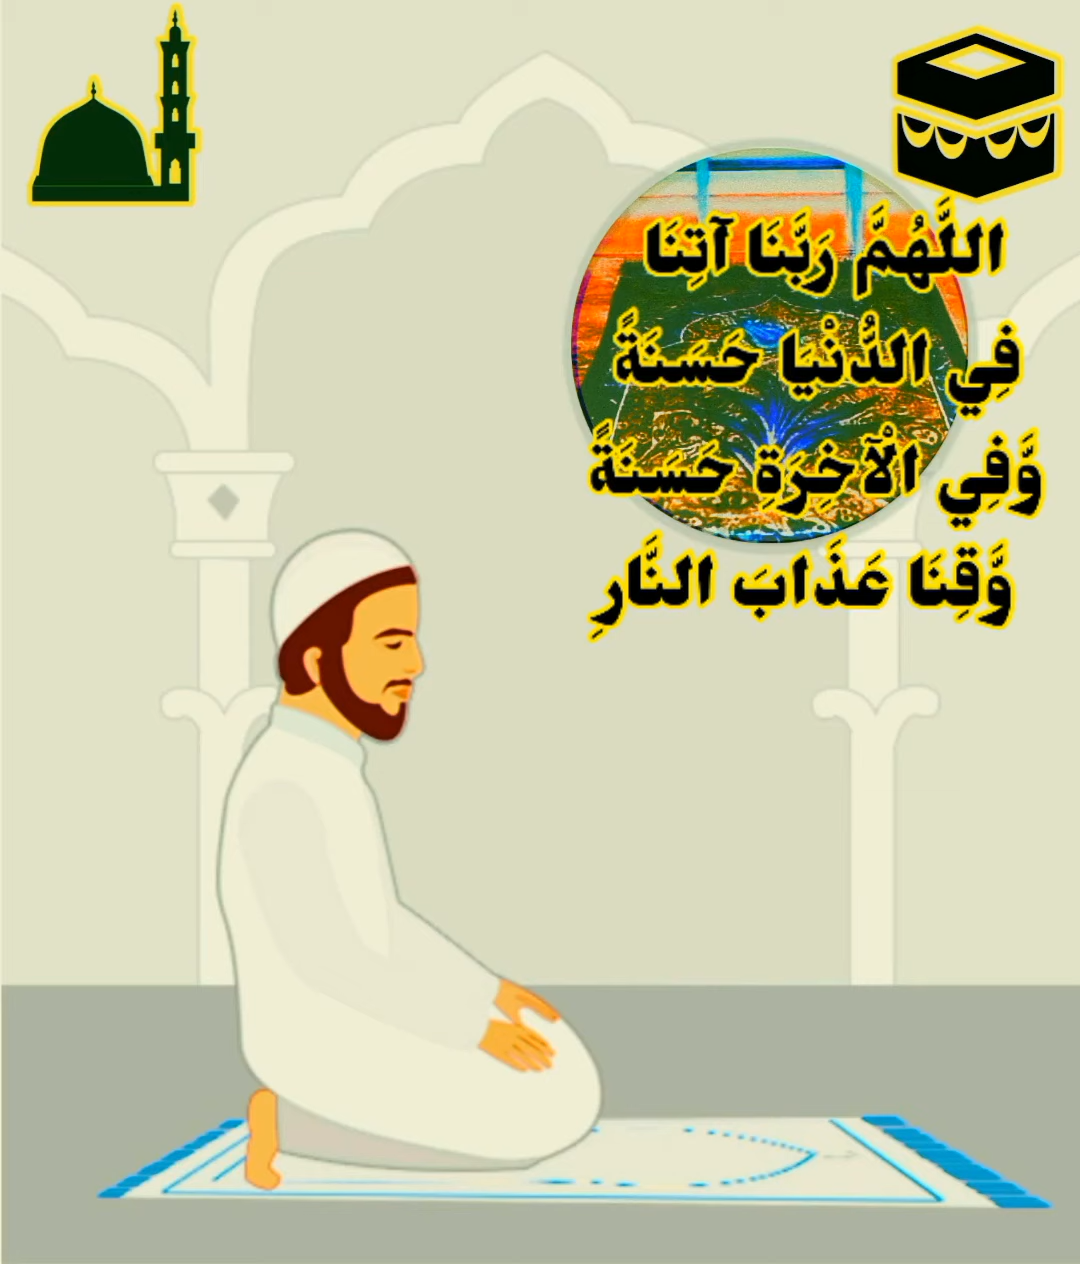 اللَّهُمَّ رَبَّنَا آتِنَا
فِي الدُّنْيَا حَسَنَةً
وَّفِي الْآخِرَةِ حَسَنَةً
وَّقِنَا عَذَابَ النَّارِ